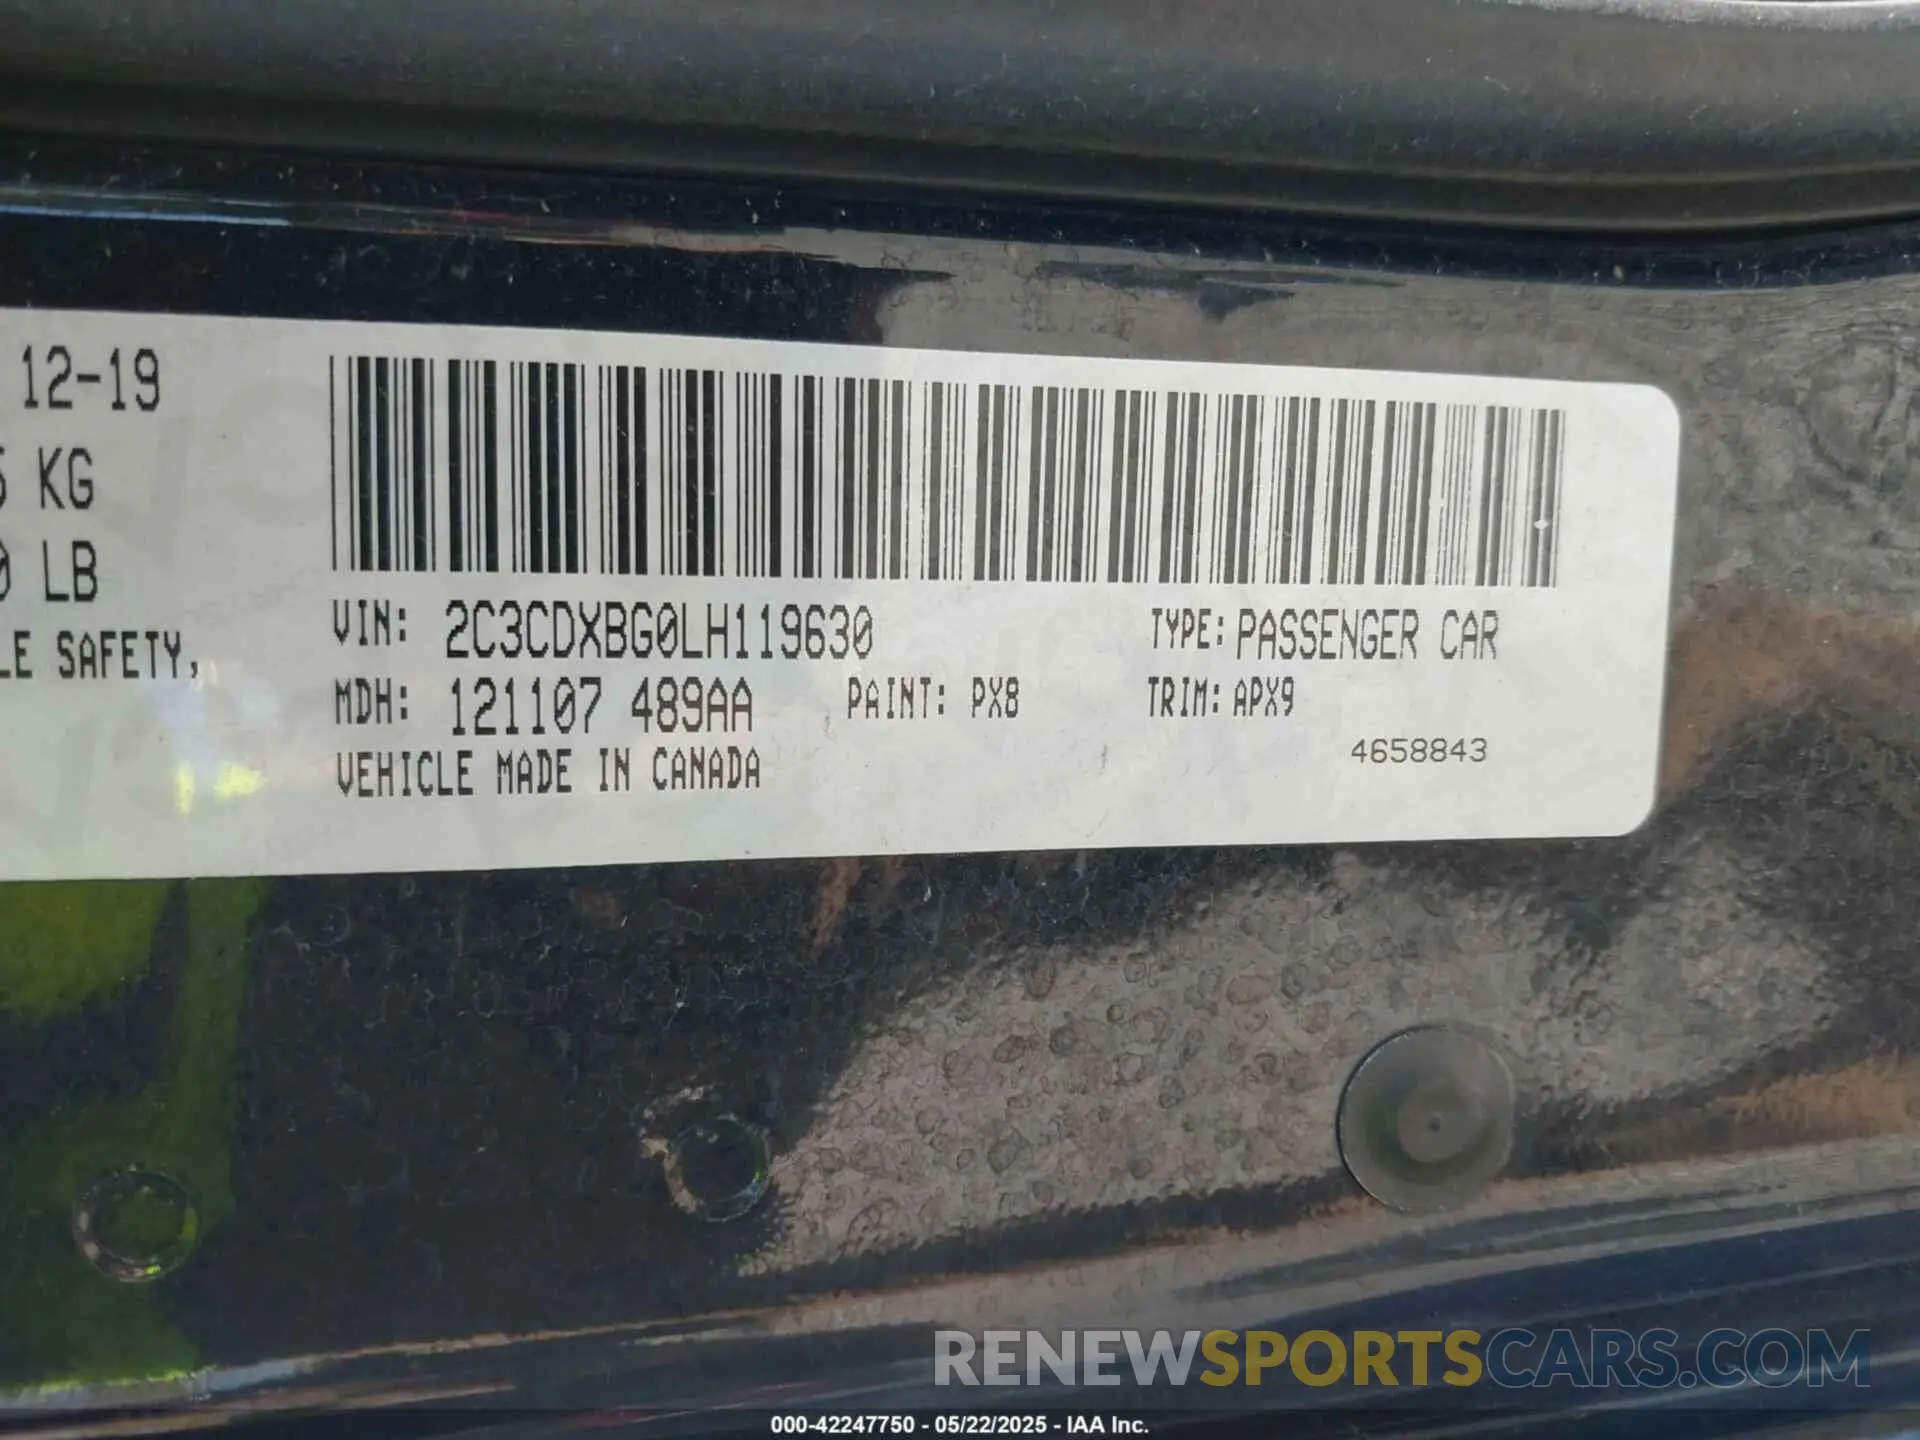 12-19
KG
LB
LE SAFETY,
VIN: 2C3CDXBG0LH119630
TYPE: PASSENGER CAR
MDH: 121107 489AA
PAINT: PX8
TRIM: APX9
VEHICLE MADE IN CANADA
4658843
RENEWSPORTSCARS.COM
000-42247750 - 05/22/2025 - IAA Inc.